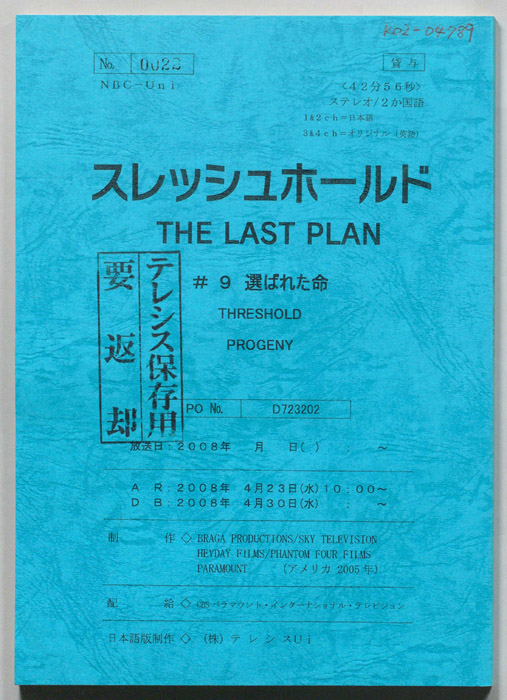 K02-04789
No. 0022
貸与
NBC-Uni
<42分56秒>
ステレオ/2か国語
1&2ch=日本語
3&4ch=オリジナル (英語)
スレッシュホールド
THE LAST PLAN
# 9 選ばれた命
THRESHOLD
PROGENY
テレシス保存用
要返却
PO No. D723202
放送日:2008年 月 日( ) : ~
A R:2008年 4月23日(水)10:00~
D B:2008年 4月30日(水) : ~
制 作◇ BRAGA PRODUCTIONS/SKY TELEVISION
HEYDAY FILMS/PHANTOM FOUR FILMS
PARAMOUNT (アメリカ 2005年)
配 給◇ CBSパラマウント・インターナショナル・テレビジョン
日本語版制作◇ (株)テレシスUi